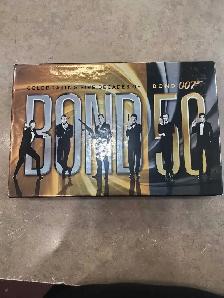 CELEBRATING FIVE DECADES OF BOND 007
BOND 50